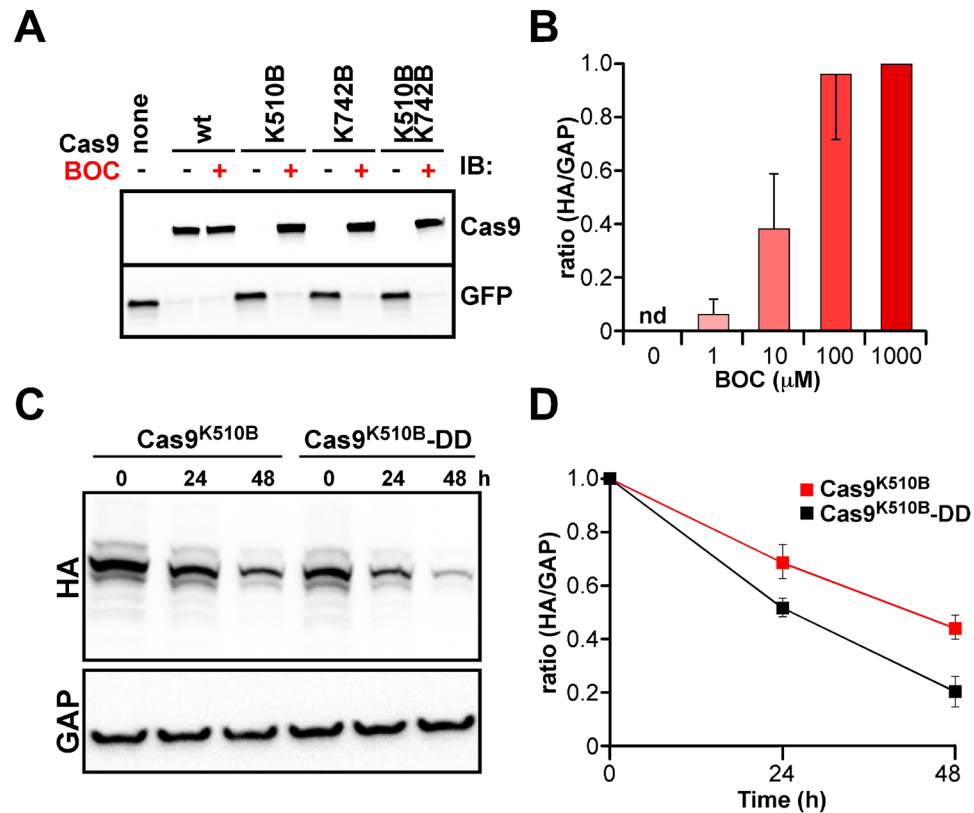 A
Cas9
none
wt
K510B
K742B
K510B
K742B
BOC - - + - + - + - + IB:
Cas9
GFP
B
ratio (HA/GAP)
1.0
0.8
0.6
0.4
0.2
0
nd
0 1 10 100 1000
BOC (μM)
C
Cas9K510B Cas9K510B-DD
0 24 48 0 24 48 h
HA
GAP
D
ratio (HA/GAP)
1.0
0.8
0.6
0.4
0.2
0
Cas9K510B
Cas9K510B-DD
0 24 48
Time (h)